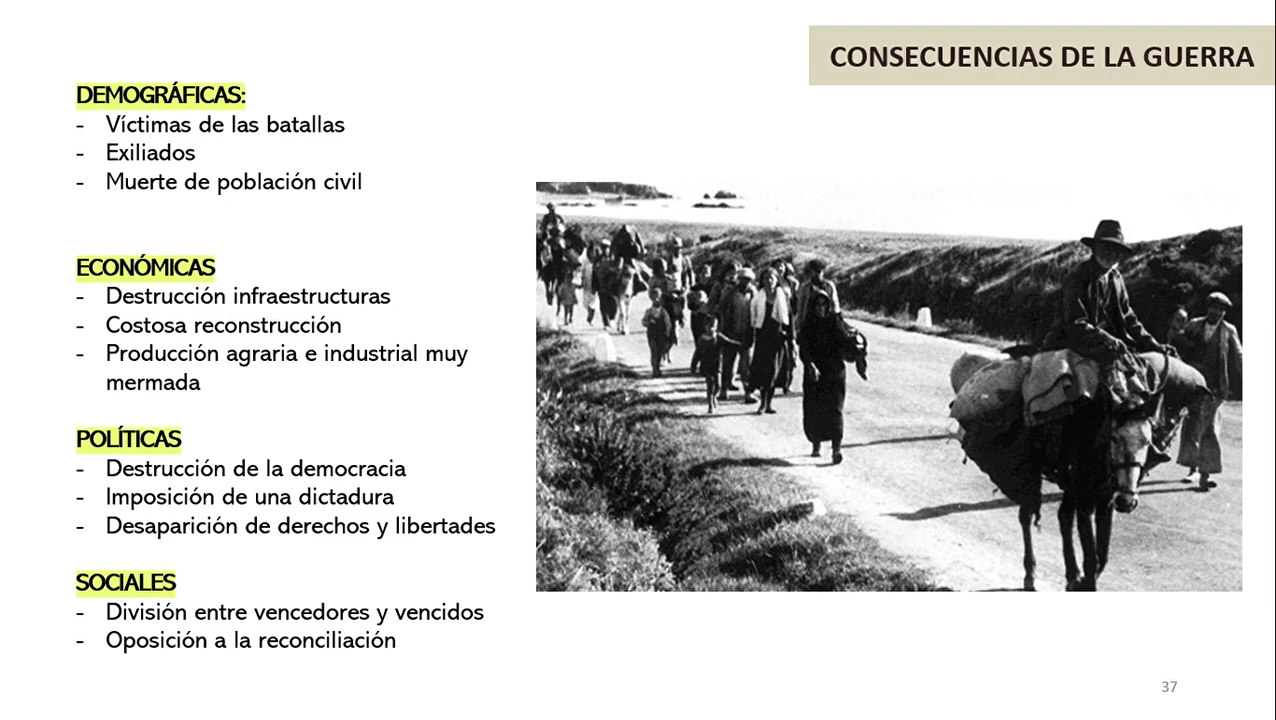 CONSECUENCIAS DE LA GUERRA
DEMOGRÁFICAS:
- Víctimas de las batallas
- Exiliados
- Muerte de población civil
ECONÓMICAS
- Destrucción infraestructuras
- Costosa reconstrucción
- Producción agraria e industrial muy
mermada
POLÍTICAS
- Destrucción de la democracia
- Imposición de una dictadura
- Desaparición de derechos y libertades
SOCIALES
- División entre vencedores y vencidos
- Oposición a la reconciliación
37